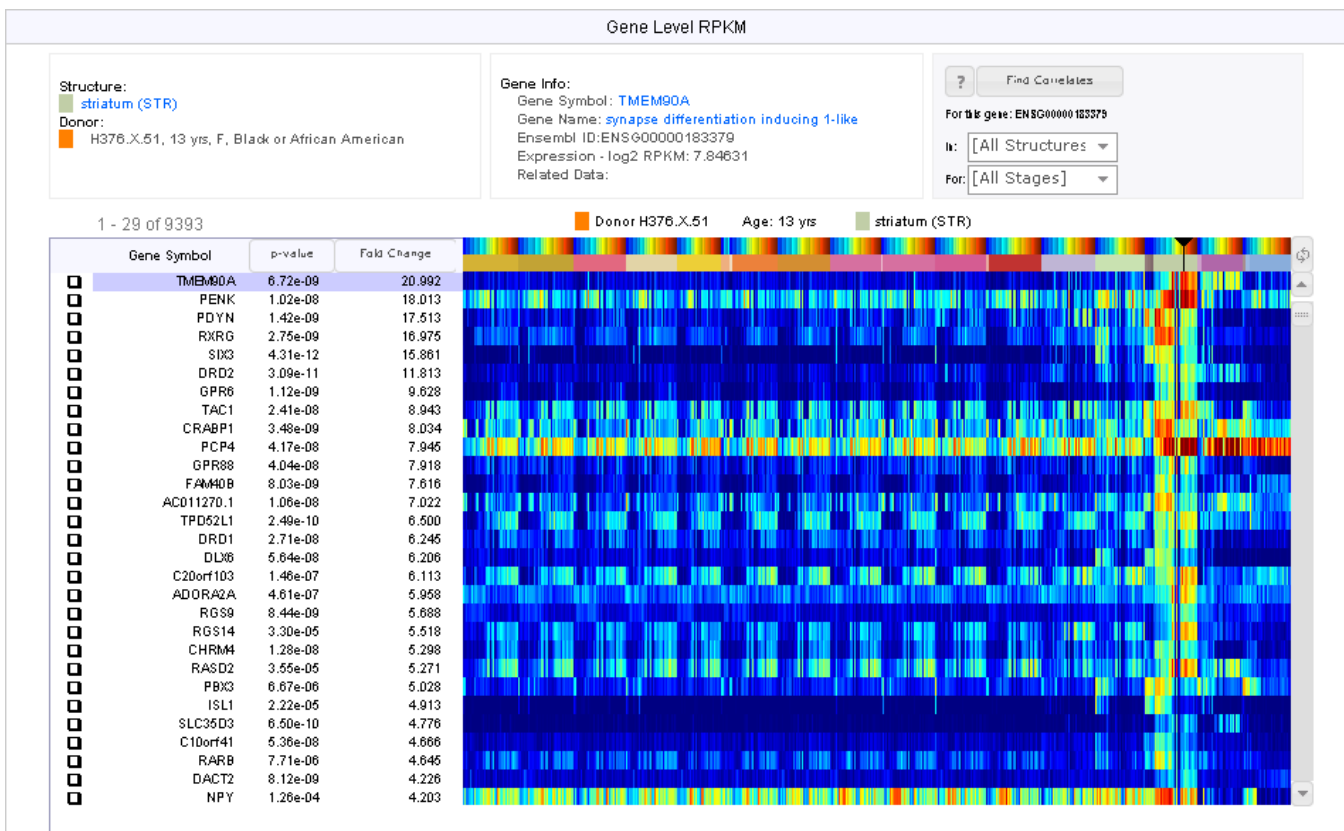 Gene Level RPKM
Structure:
striatum (STR)
Donor:
H376.X.51, 13 yrs, F, Black or African American
Gene Info:
Gene Symbol: TMEM90A
Gene Name: synapse differentiation inducing 1-like
Ensembl ID:ENSG00000183379
Expression - log2 RPKM: 7.84631
Related Data:
? Find Correlates
For this gene: ENSG00000183379
In: [All Structures
For: [All Stages]
1 - 29 of 9393
Donor H376.X.51 Age: 13 yrs striatum (STR)
Gene Symbol p-value Fold Change
TMEM90A 6.72e-09 20.992
PENK 1.02e-08 18.013
PDYN 1.42e-09 17.513
RXRG 2.75e-09 16.975
SIX3 4.31e-12 15.861
DRD2 3.09e-11 11.813
GPR6 1.12e-09 9.628
TAC1 2.41e-08 8.943
CRABP1 3.48e-09 8.034
PCP4 4.17e-08 7.945
GPR88 4.04e-08 7.918
FAM40B 8.03e-09 7.616
AC011270.1 1.06e-08 7.022
TPD52L1 2.49e-10 6.500
DRD1 2.71e-08 6.245
DLX6 5.64e-08 6.206
C20orf103 1.46e-07 6.113
ADORA2A 4.61e-07 5.958
RGS9 8.44e-09 5.688
RGS14 3.30e-05 5.518
CHRM4 1.28e-08 5.298
RASD2 3.55e-05 5.271
PBX3 6.67e-06 5.028
ISL1 2.22e-05 4.913
SLC35D3 6.50e-10 4.776
C10orf41 5.36e-08 4.666
RARB 7.71e-06 4.645
DACT2 8.12e-09 4.226
NPY 1.26e-04 4.203